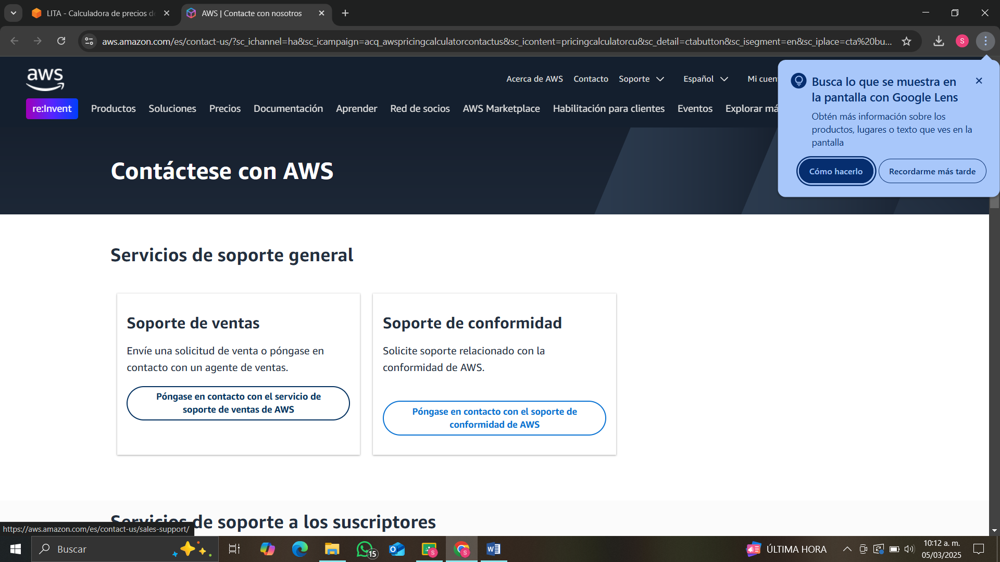 LITA - Calculadora de precios de
AWS | Contacte con nosotros
aws.amazon.com/es/contact-us/?sc_ichannel=ha&sc_icampaign=acq_awspricingcalculatorcontactus&sc_icontent=pricingcalculatorcu&sc_detail=ctabutton&sc_isegment=en&sc_iplace=cta%20bu...
S
aws
Acerca de AWS Contacto Soporte Español Mi cuen
re:Invent Productos Soluciones Precios Documentación Aprender Red de socios AWS Marketplace Habilitación para clientes Eventos Explorar má
Busca lo que se muestra en
la pantalla con Google Lens
Obtén más información sobre los
productos, lugares o texto que ves en la
pantalla
Cómo hacerlo Recordarme más tarde
Contáctese con AWS
Servicios de soporte general
Soporte de ventas
Envíe una solicitud de venta o póngase en
contacto con un agente de ventas.
Póngase en contacto con el servicio de
soporte de ventas de AWS
Soporte de conformidad
Solicite soporte relacionado con la
conformidad de AWS.
Póngase en contacto con el soporte de
conformidad de AWS
Servicios de soporte a los suscriptores
https://aws.amazon.com/es/contact-us/sales-support/
Buscar
15
S
S
ÚLTIMA HORA
10:12 a. m.
05/03/2025